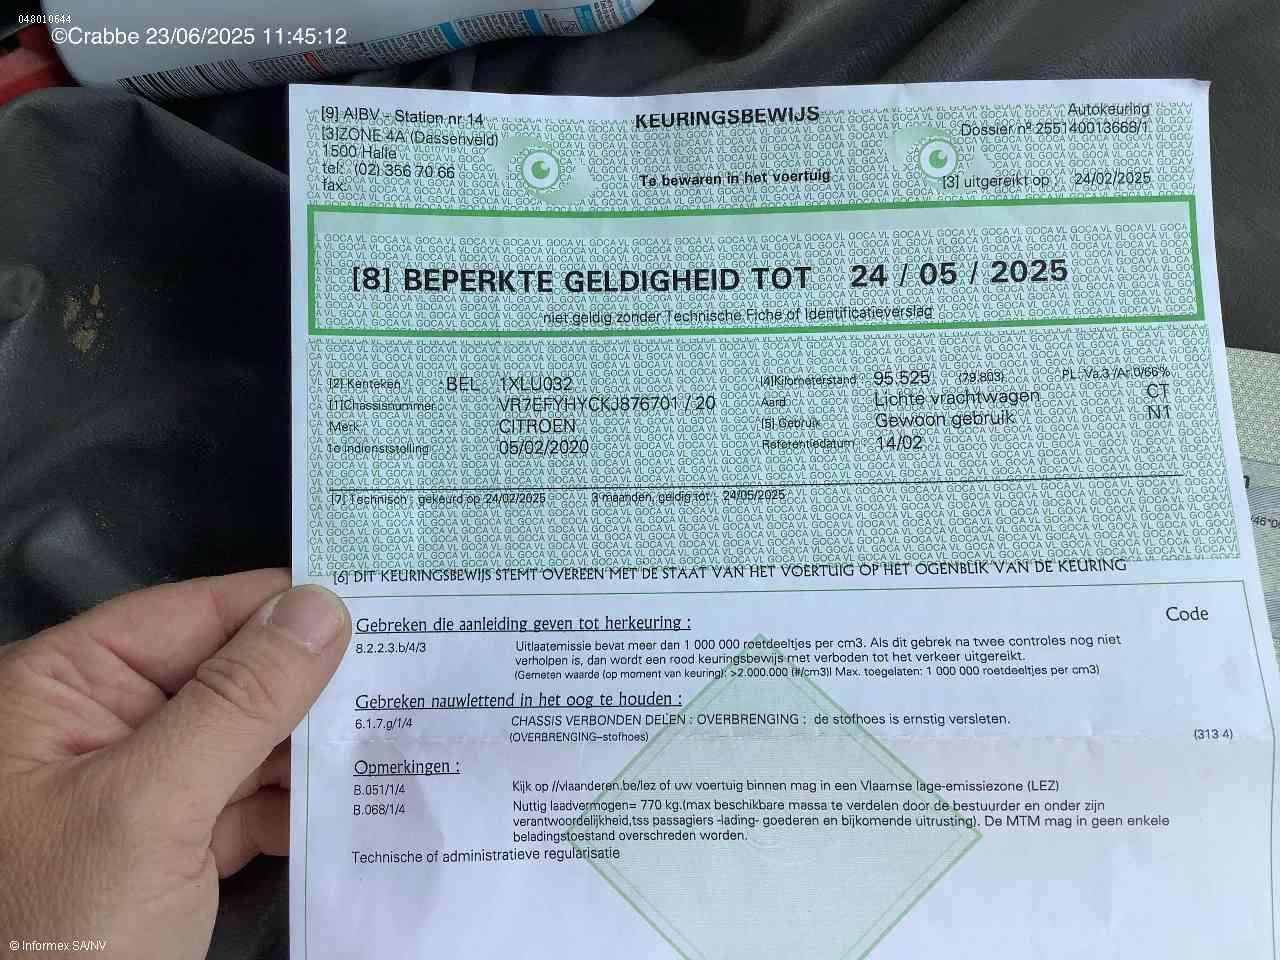 048010644
©Crabbe 23/06/2025 11:45:12
[9] AIBV - Station nr 14
KEURINGSBEWIJS
Autokeuring
[3]ZONE 4A (Dassenveld)
Dossier nº 255140013668/1
1500 Halle
tel: (02) 356 70 66
Te bewaren in het voertuig
[3] uitgereikt op : 24/02/2025
fax:
[8] BEPERKTE GELDIGHEID TOT 24 / 05 / 2025
niet geldig zonder Technische Fiche of Identificatieverslag
[2] Kenteken : BEL 1XLU032
[4]Kilometerstand : 95.525 (79.803) PL.:Va.3 /Ar.0/66%
[1]Chassisnummer : VR7EFYHYCKJ876701 / 20
Aard : Lichte vrachtwagen CT
Merk : CITROEN
[5] Gebruik : Gewoon gebruik N1
1e Indienststelling : 05/02/2020
Referentiedatum : 14/02
[7] Technisch : gekeurd op 24/02/2025 3 maanden, geldig tot : 24/05/2025
[6] DIT KEURINGSBEWIJS STEMT OVEREEN MET DE STAAT VAN HET VOERTUIG OP HET OGENBLIK VAN DE KEURING
Gebreken die aanleiding geven tot herkeuring :
Code
8.2.2.3.b/4/3 Uitlaatemissie bevat meer dan 1 000 000 roetdeeltjes per cm3. Als dit gebrek na twee controles nog niet
verholpen is, dan wordt een rood keuringsbewijs met verboden tot het verkeer uitgereikt.
(Gemeten waarde (op moment van keuring): >2.000.000 (#/cm3)| Max. toegelaten: 1 000 000 roetdeeltjes per cm3)
Gebreken nauwlettend in het oog te houden :
6.1.7.g/1/4 CHASSIS VERBONDEN DELEN : OVERBRENGING : de stofhoes is ernstig versleten.
(OVERBRENGING-stofhoes) (313 4)
Opmerkingen :
B.051/1/4 Kijk op //vlaanderen.be/lez of uw voertuig binnen mag in een Vlaamse lage-emissiezone (LEZ)
B.068/1/4 Nuttig laadvermogen= 770 kg.(max beschikbare massa te verdelen door de bestuurder en onder zijn
verantwoordelijkheid,tss passagiers -lading- goederen en bijkomende uitrusting). De MTM mag in geen enkele
beladingstoestand overschreden worden.
Technische of administratieve regularisatie
© Informex SA/NV